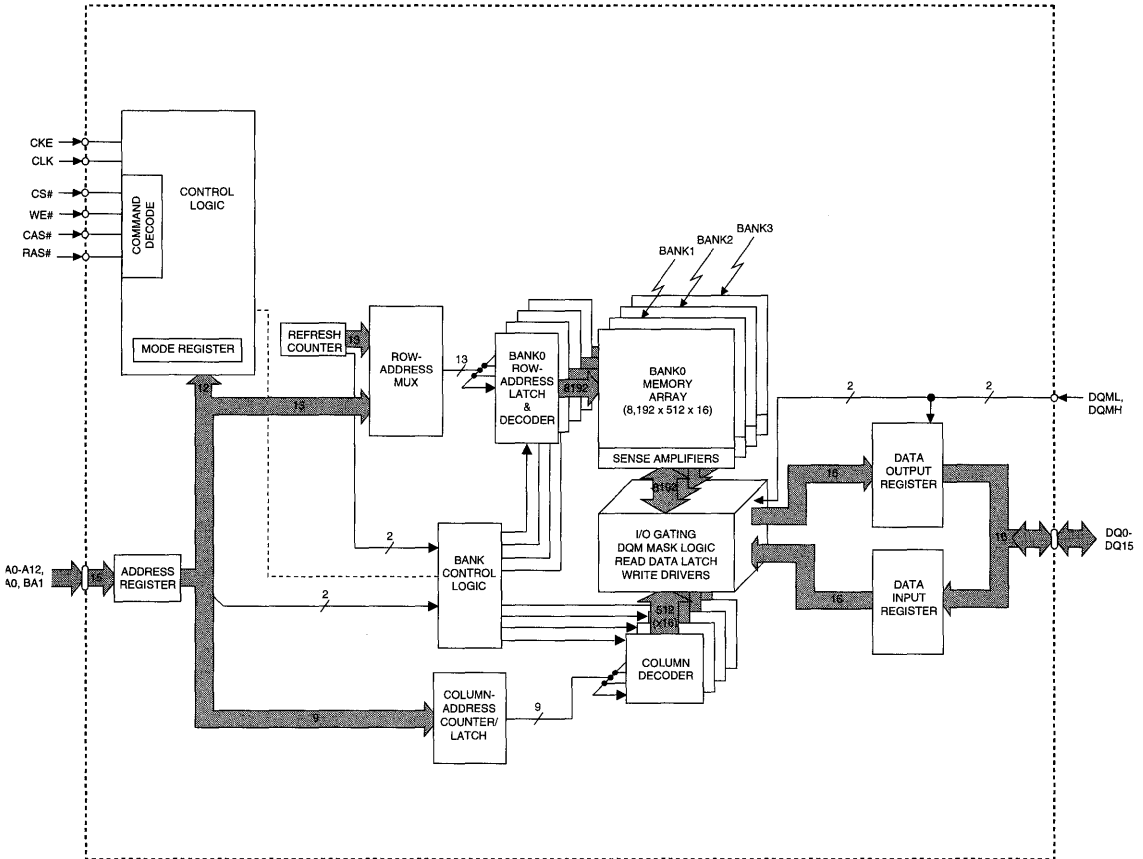 CKE
CLK
CS#
WE#
CAS#
RAS#
COMMAND
DECODE
CONTROL
LOGIC
MODE REGISTER
12
REFRESH
COUNTER
13
13
ROW-
ADDRESS
MUX
13
BANK0
ROW-
ADDRESS
LATCH
&
DECODER
8192
BANK1
BANK2
BANK3
BANK0
MEMORY
ARRAY
(8,192 x 512 x 16)
SENSE AMPLIFIERS
8192
I/O GATING
DQM MASK LOGIC
READ DATA LATCH
WRITE DRIVERS
512
(x16)
COLUMN
DECODER
2
2
DQML,
DQMH
DATA
OUTPUT
REGISTER
16
16
DATA
INPUT
REGISTER
16
DQ0-
DQ15
A0-A12,
A0, BA1
15
ADDRESS
REGISTER
2
2
BANK
CONTROL
LOGIC
9
COLUMN-
ADDRESS
COUNTER/
LATCH
9